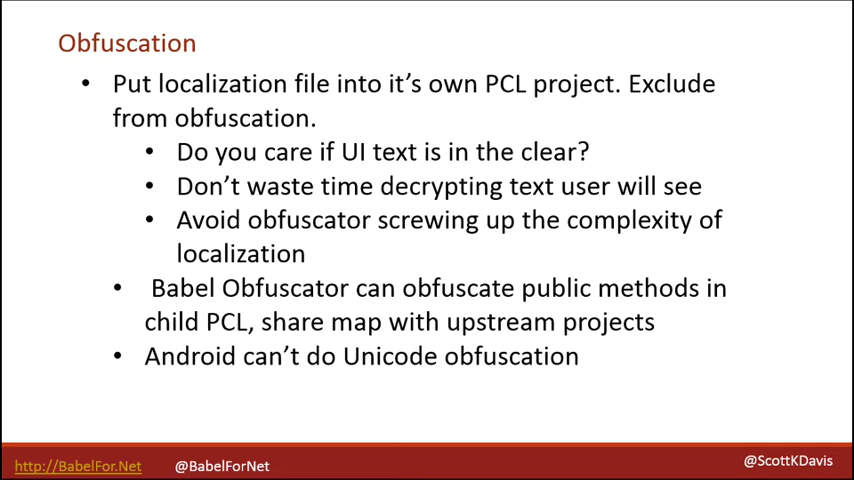 Obfuscation
• Put localization file into it's own PCL project. Exclude
from obfuscation.
• Do you care if UI text is in the clear?
• Don't waste time decrypting text user will see
• Avoid obfuscator screwing up the complexity of
localization
• Babel Obfuscator can obfuscate public methods in
child PCL, share map with upstream projects
• Android can't do Unicode obfuscation
http://BabelFor.Net @BabelForNet @ScottKDavis